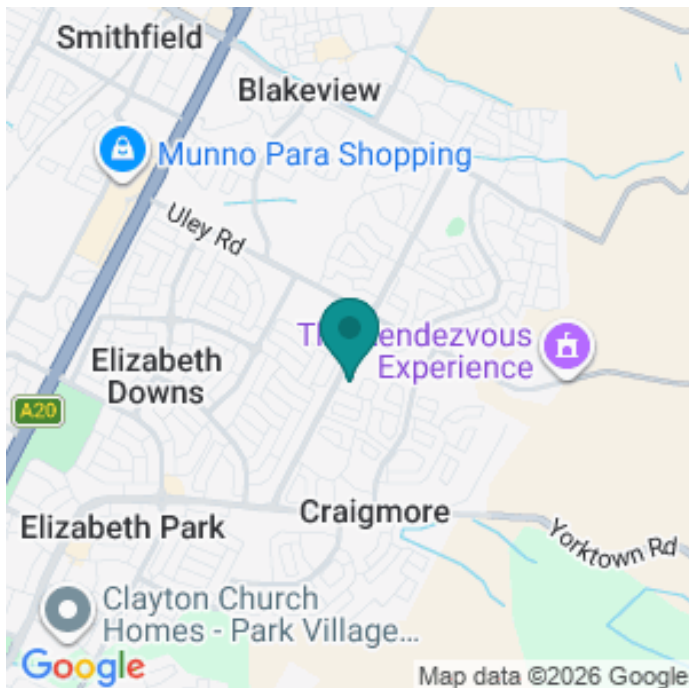 Smithfield
Blakeview
Munno Para Shopping
Uley Rd
Rendezvous
Experience
Elizabeth
Downs
A20
Craigmore
Elizabeth Park
Yorktown Rd
Clayton Church
Homes - Park Village...
Google
Map data ©2026 Google